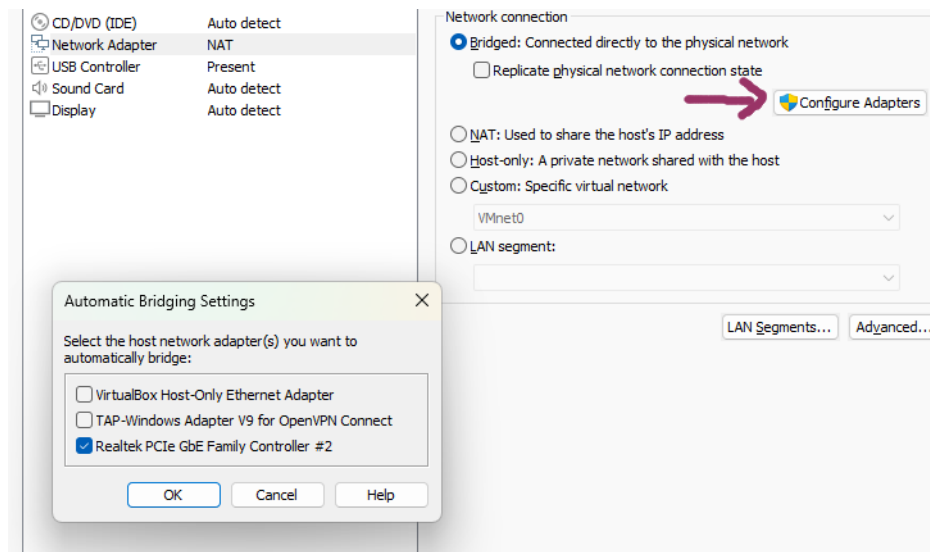 CD/DVD (IDE) Auto detect
Network Adapter NAT
USB Controller Present
Sound Card Auto detect
Display Auto detect
Network connection
Bridged: Connected directly to the physical network
Replicate physical network connection state
Configure Adapters
NAT: Used to share the host's IP address
Host-only: A private network shared with the host
Custom: Specific virtual network
VMnet0
LAN segment:
LAN Segments... Advanced...
Automatic Bridging Settings
Select the host network adapter(s) you want to
automatically bridge:
VirtualBox Host-Only Ethernet Adapter
TAP-Windows Adapter V9 for OpenVPN Connect
Realtek PCIe GbE Family Controller #2
OK Cancel Help